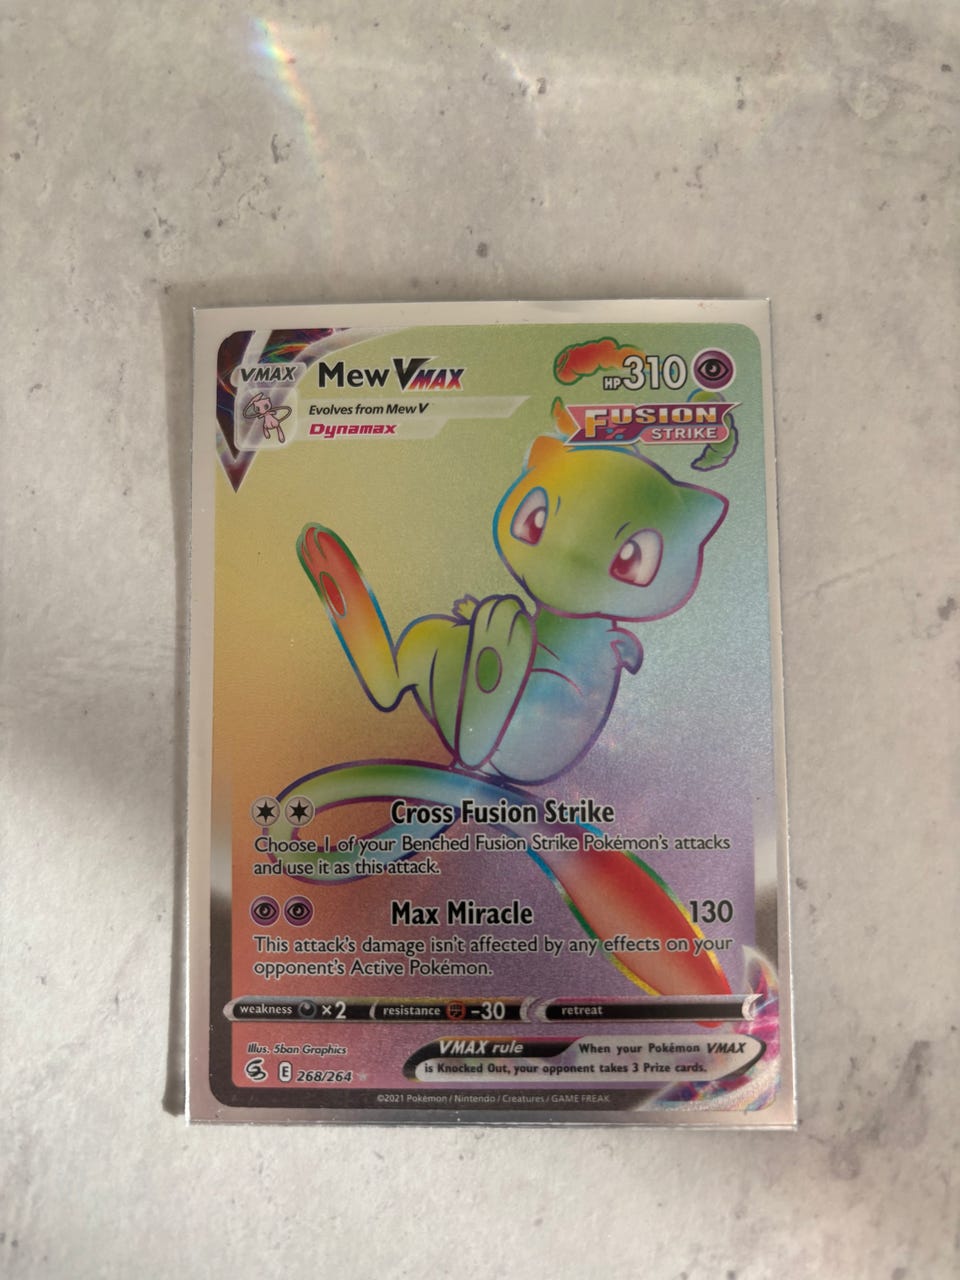 VMAX Mew VMAX HP 310
Evolves from Mew V
Dynamax
FUSION
STRIKE
Cross Fusion Strike
Choose 1 of your Benched Fusion Strike Pokémon's attacks
and use it as this attack.
Max Miracle 130
This attack's damage isn't affected by any effects on your
opponent's Active Pokémon.
weakness ×2 resistance -30 retreat
Illus. 5ban Graphics
E 268/264
VMAX rule When your Pokémon VMAX
is Knocked Out, your opponent takes 3 Prize cards.
©2021 Pokémon / Nintendo / Creatures / GAME FREAK